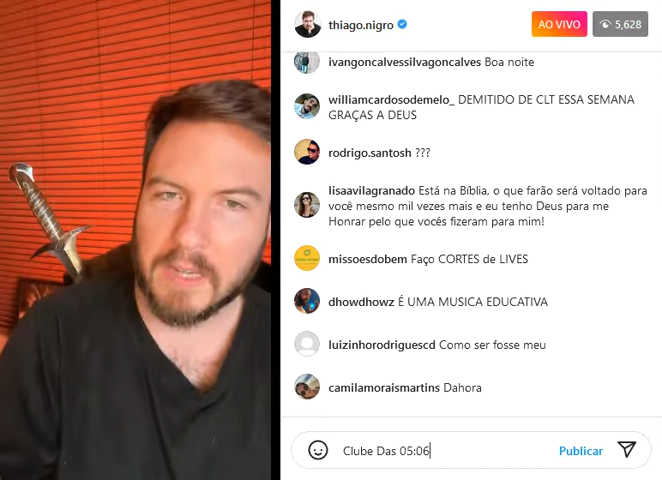 thiago.nigro
AO VIVO
5,628
ivangoncalvessilvagoncalves Boa noite
williamcardosodemelo_ DEMITIDO DE CLT ESSA SEMANA
GRAÇAS A DEUS
rodrigo.santosh ???
lisaavilagranado Está na Bíblia, o que farão será voltado para
você mesmo mil vezes mais e eu tenho Deus para me
Honrar pelo que vocês fizeram para mim!
missoesdobem Faço CORTES de LIVES
dhowdhowz É UMA MUSICA EDUCATIVA
luizinhorodriguescd Como ser fosse meu
camilamoraismartins Dahora
Clube Das 05:06
Publicar